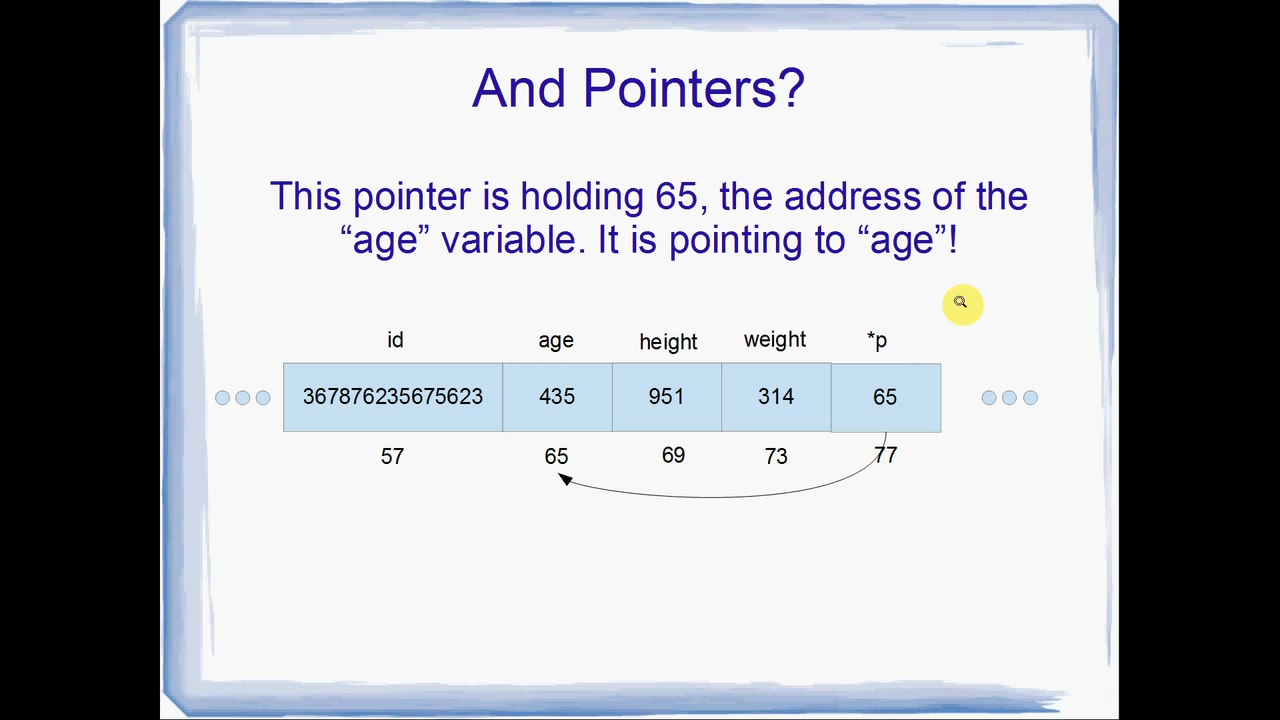 And Pointers?
This pointer is holding 65, the address of the
“age” variable. It is pointing to “age”!
id age height weight *p
367876235675623 435 951 314 65
57 65 69 73 77